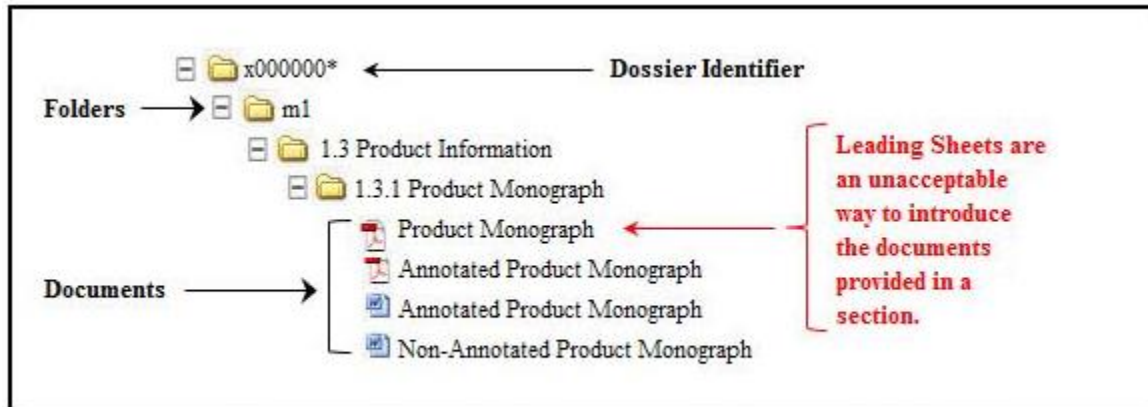 x000000*
Dossier Identifier
Folders
m1
1.3 Product Information
1.3.1 Product Monograph
Product Monograph
Annotated Product Monograph
Documents
Annotated Product Monograph
Non-Annotated Product Monograph
Leading Sheets are
an unacceptable
way to introduce
the documents
provided in a
section.